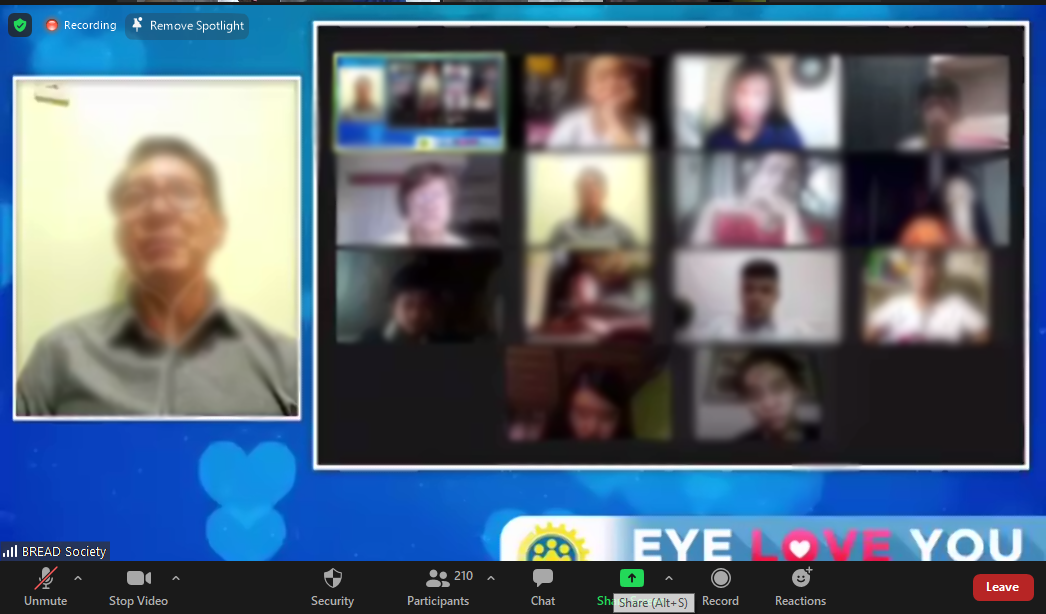 Recording
Remove Spotlight
BREAD Society
EYE LOVE YOU
Unmute
Stop Video
Security
210
Participants
Chat
Share (Alt+S)
Record
Reactions
Leave